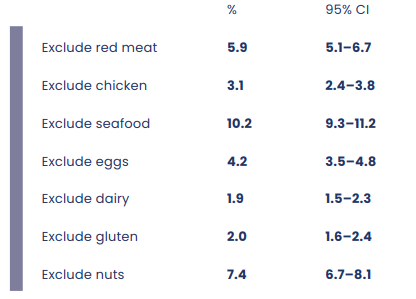 % 95% CI
Exclude red meat 5.9 5.1–6.7
Exclude chicken 3.1 2.4–3.8
Exclude seafood 10.2 9.3–11.2
Exclude eggs 4.2 3.5–4.8
Exclude dairy 1.9 1.5–2.3
Exclude gluten 2.0 1.6–2.4
Exclude nuts 7.4 6.7–8.1